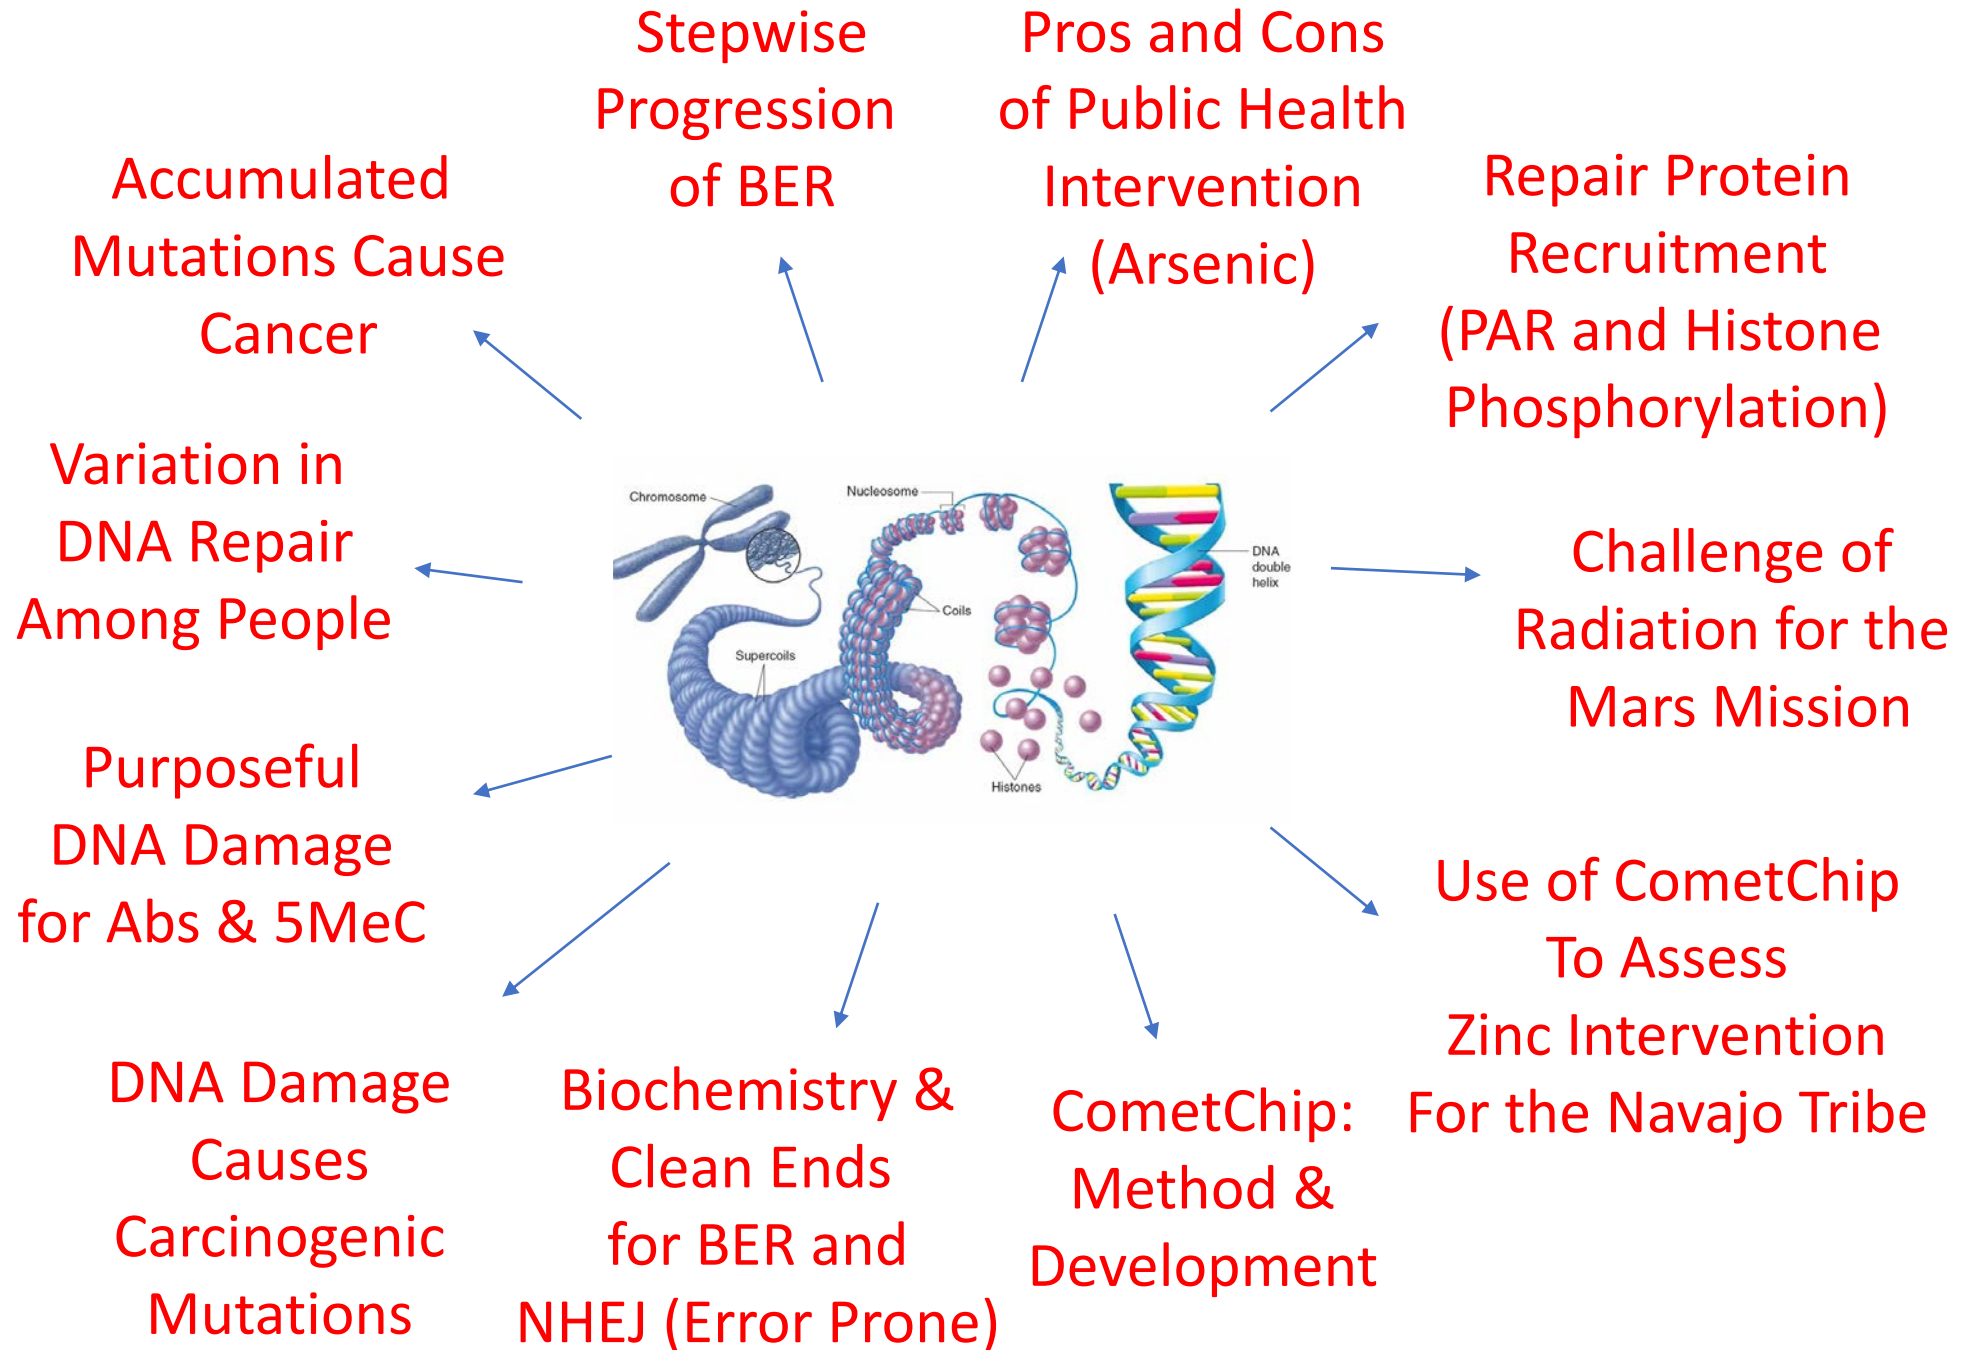 Stepwise
Progression
of BER
Pros and Cons
of Public Health
Intervention
(Arsenic)
Accumulated
Mutations Cause
Cancer
Repair Protein
Recruitment
(PAR and Histone
Phosphorylation)
Variation in
DNA Repair
Among People
Chromosome
Nucleosome
Coils
Supercoils
Histones
DNA
double
helix
Challenge of
Radiation for the
Mars Mission
Purposeful
DNA Damage
for Abs & 5MeC
Use of CometChip
To Assess
Zinc Intervention
For the Navajo Tribe
DNA Damage
Causes
Carcinogenic
Mutations
Biochemistry &
Clean Ends
for BER and
NHEJ (Error Prone)
CometChip:
Method &
Development